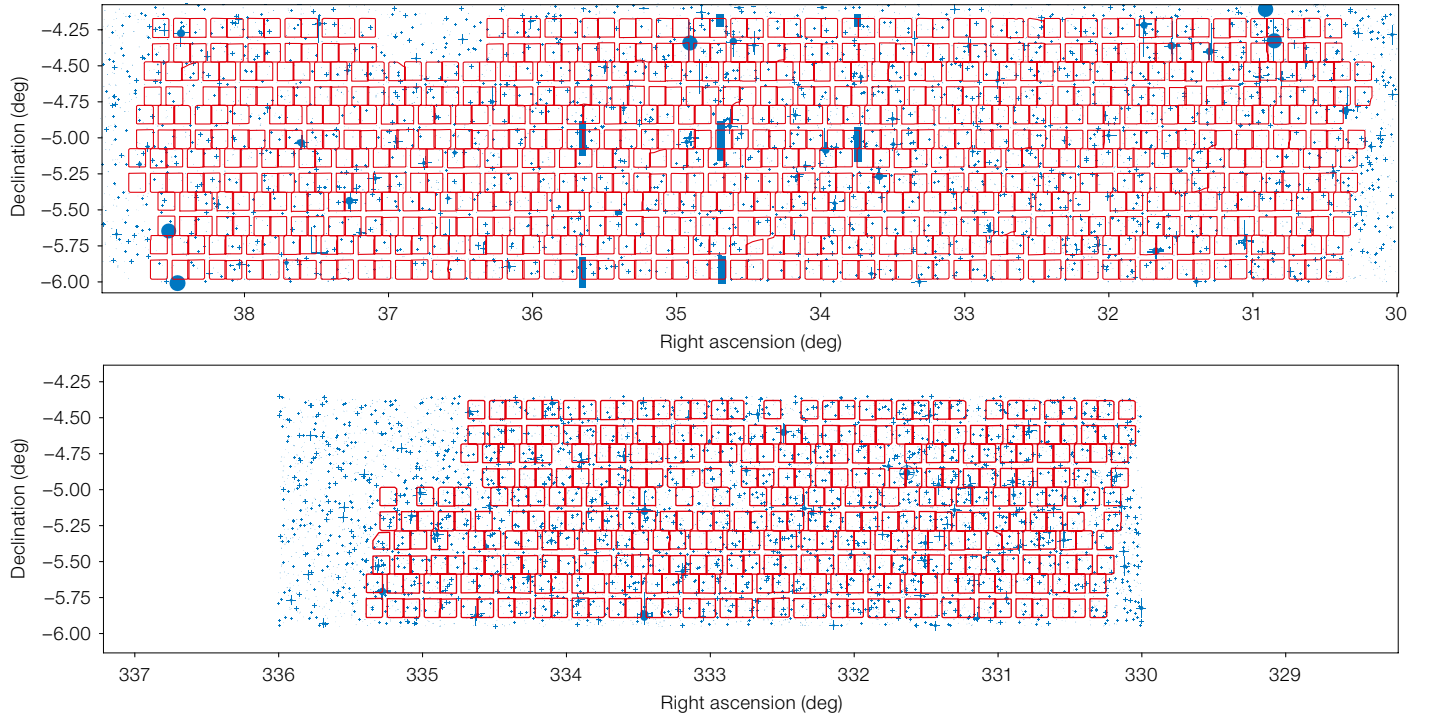 −4.25
−4.50
−4.75
−5.00
−5.25
−5.50
−5.75
−6.00
Declination (deg)
38 37 36 35 34 33 32 31 30
Right ascension (deg)
−4.25
−4.50
−4.75
−5.00
−5.25
−5.50
−5.75
−6.00
Declination (deg)
337 336 335 334 333 332 331 330 329
Right ascension (deg)